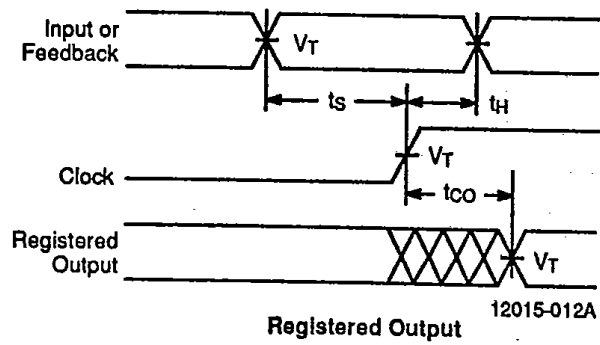 Input or
Feedback
VT
tS
tH
Clock
VT
tCO
Registered
Output
VT
12015-012A
Registered Output